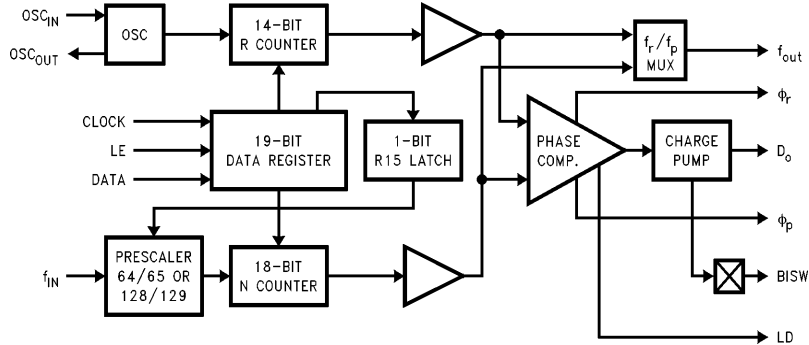 OSC_IN
OSC_OUT
OSC
14-BIT
R COUNTER
f_r/f_p
MUX
f_out
ϕ_r
CLOCK
LE
DATA
19-BIT
DATA REGISTER
1-BIT
R15 LATCH
PHASE
COMP.
CHARGE
PUMP
D_o
ϕ_p
f_IN
PRESCALER
64/65 OR
128/129
18-BIT
N COUNTER
BISW
LD